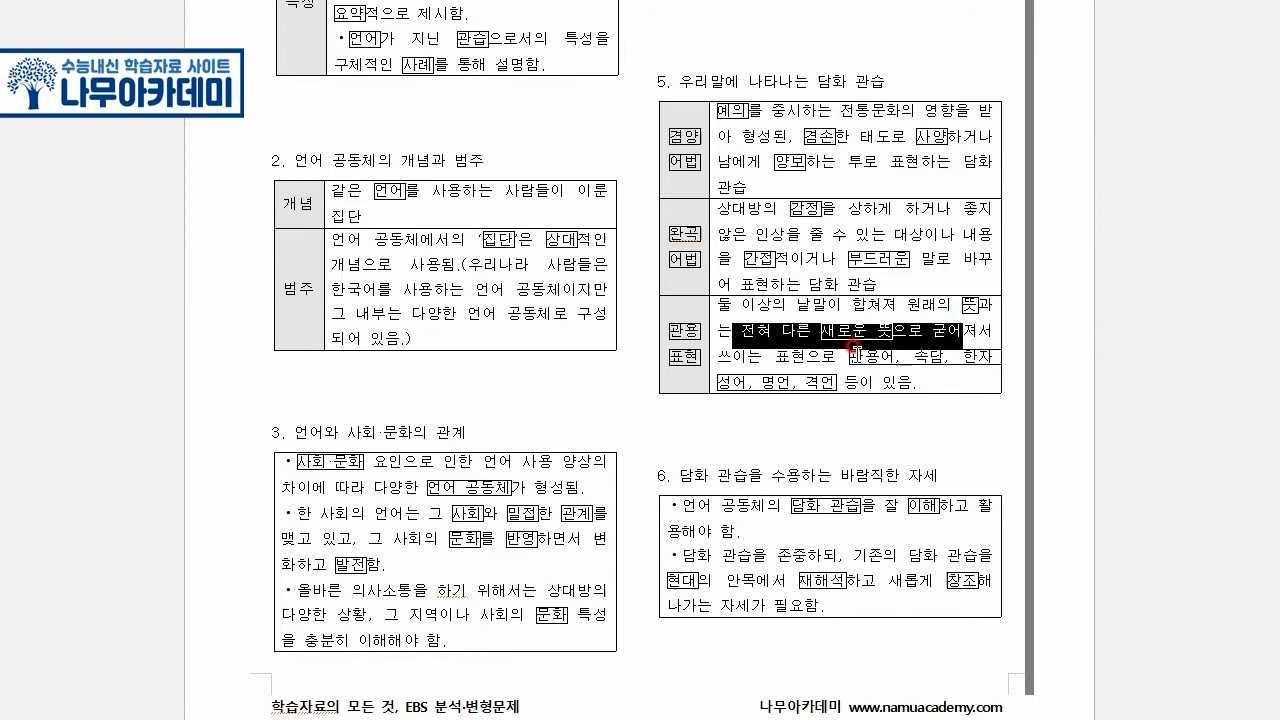 특징
요약적으로 제시함.
·언어가 지닌 관습으로서의 특성을
구체적인 사례를 통해 설명함.
수능내신 학습자료 사이트
나무아카데미
2. 언어 공동체의 개념과 범주
개념
같은 언어를 사용하는 사람들이 이룬
집단
범주
언어 공동체에서의 ‘집단’은 상대적인
개념으로 사용됨.(우리나라 사람들은
한국어를 사용하는 언어 공동체이지만
그 내부는 다양한 언어 공동체로 구성
되어 있음.)
3. 언어와 사회·문화의 관계
·사회·문화 요인으로 인한 언어 사용 양상의
차이에 따라 다양한 언어 공동체가 형성됨.
·한 사회의 언어는 그 사회와 밀접한 관계를
맺고 있고, 그 사회의 문화를 반영하면서 변
화하고 발전함.
·올바른 의사소통을 하기 위해서는 상대방의
다양한 상황, 그 지역이나 사회의 문화 특성
을 충분히 이해해야 함.
5. 우리말에 나타나는 담화 관습
겸양
어법
예의를 중시하는 전통문화의 영향을 받
아 형성된, 겸손한 태도로 사양하거나
남에게 양보하는 투로 표현하는 담화
관습
완곡
어법
상대방의 감정을 상하게 하거나 좋지
않은 인상을 줄 수 있는 대상이나 내용
을 간접적이거나 부드러운 말로 바꾸
어 표현하는 담화 관습
관용
표현
둘 이상의 낱말이 합쳐져 원래의 뜻과
는 전혀 다른 새로운 뜻으로 굳어져서
쓰이는 표현으로 관용어, 속담, 한자
성어, 명언, 격언 등이 있음.
6. 담화 관습을 수용하는 바람직한 자세
·언어 공동체의 담화 관습을 잘 이해하고 활
용해야 함.
·담화 관습을 존중하되, 기존의 담화 관습을
현대의 안목에서 재해석하고 새롭게 창조해
나가는 자세가 필요함.
학습자료의 모든 것, EBS 분석·변형문제
나무아카데미 www.namuacademy.com